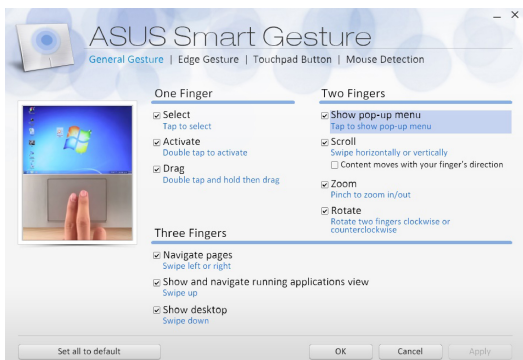 ASUS Smart Gesture
General Gesture | Edge Gesture | Touchpad Button | Mouse Detection
One Finger
Select
Tap to select
Activate
Double tap to activate
Drag
Double tap and hold then drag
Two Fingers
Show pop-up menu
Tap to show pop-up menu
Scroll
Swipe horizontally or vertically
Content moves with your finger's direction
Zoom
Pinch to zoom in/out
Rotate
Rotate two fingers clockwise or
counterclockwise
Three Fingers
Navigate pages
Swipe left or right
Show and navigate running applications view
Swipe up
Show desktop
Swipe down
Set all to default
OK
Cancel
Apply